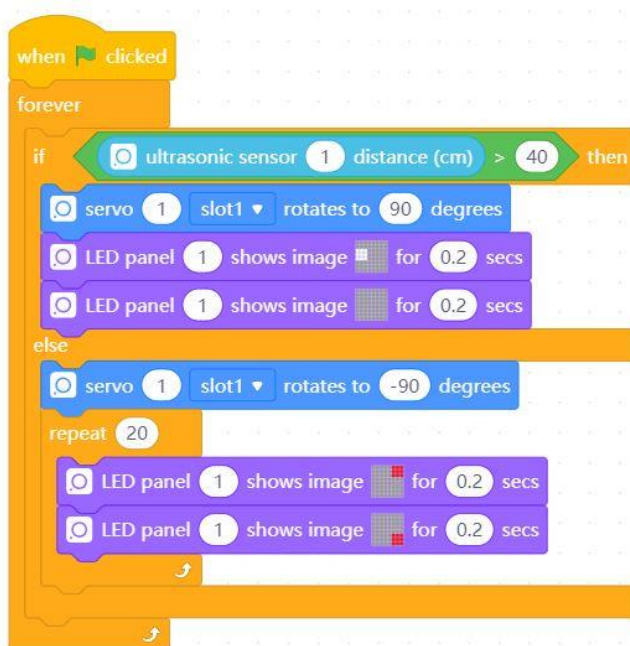 when clicked
forever
if ultrasonic sensor 1 distance (cm) > 40 then
servo 1 slot1 rotates to 90 degrees
LED panel 1 shows image for 0.2 secs
LED panel 1 shows image for 0.2 secs
else
servo 1 slot1 rotates to -90 degrees
repeat 20
LED panel 1 shows image for 0.2 secs
LED panel 1 shows image for 0.2 secs